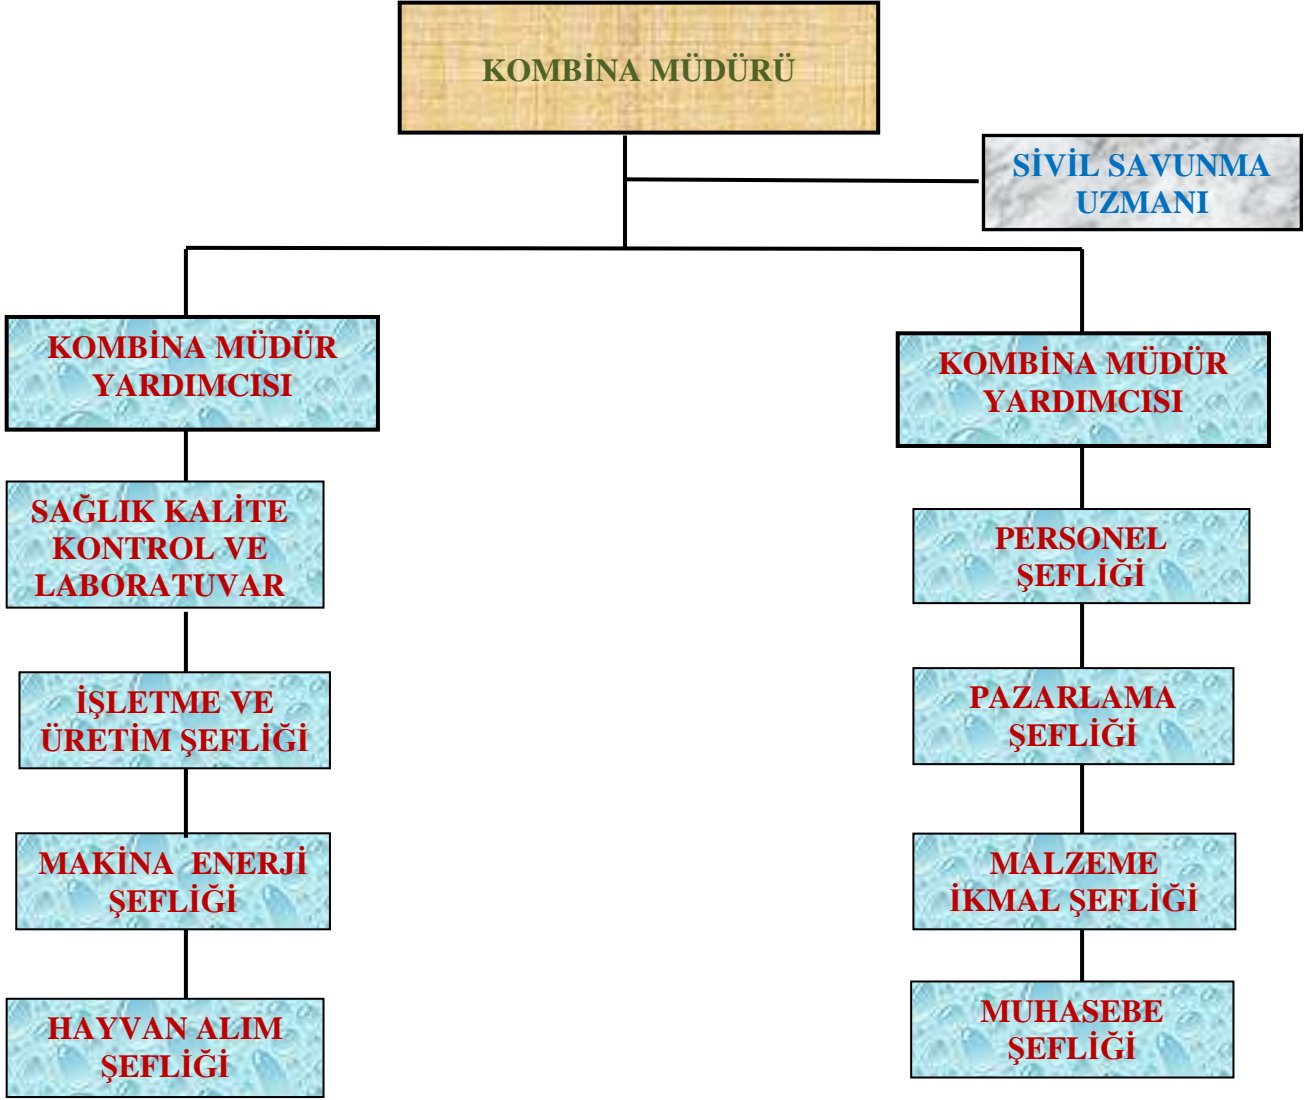 KOMBİNA MÜDÜRÜ
SİVİL SAVUNMA
UZMANI
KOMBİNA MÜDÜR
YARDIMCISI
SAĞLIK KALİTE
KONTROL VE
LABORATUVAR
İŞLETME VE
ÜRETİM ŞEFLİĞİ
MAKİNA  ENERJİ
ŞEFLİĞİ
HAYVAN ALIM
ŞEFLİĞİ
KOMBİNA MÜDÜR
YARDIMCISI
PERSONEL
ŞEFLİĞİ
PAZARLAMA
ŞEFLİĞİ
MALZEME
İKMAL ŞEFLİĞİ
MUHASEBE
ŞEFLİĞİ